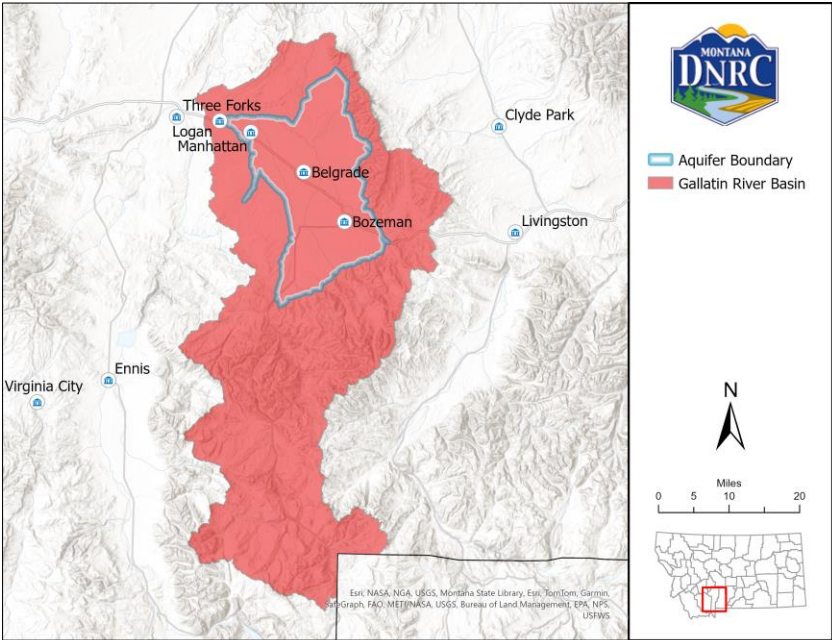 Three Forks
Logan
Manhattan
Clyde Park
Belgrade
Bozeman
Livingston
Ennis
Virginia City
Esri, NASA, NGA, USGS, Montana State Library, Esri, TomTom, Garmin,
SafeGraph, FAO, METI/NASA, USGS, Bureau of Land Management, EPA, NPS,
USFWS
MONTANA
DNRC
Aquifer Boundary
Gallatin River Basin
N
Miles
0 5 10 20